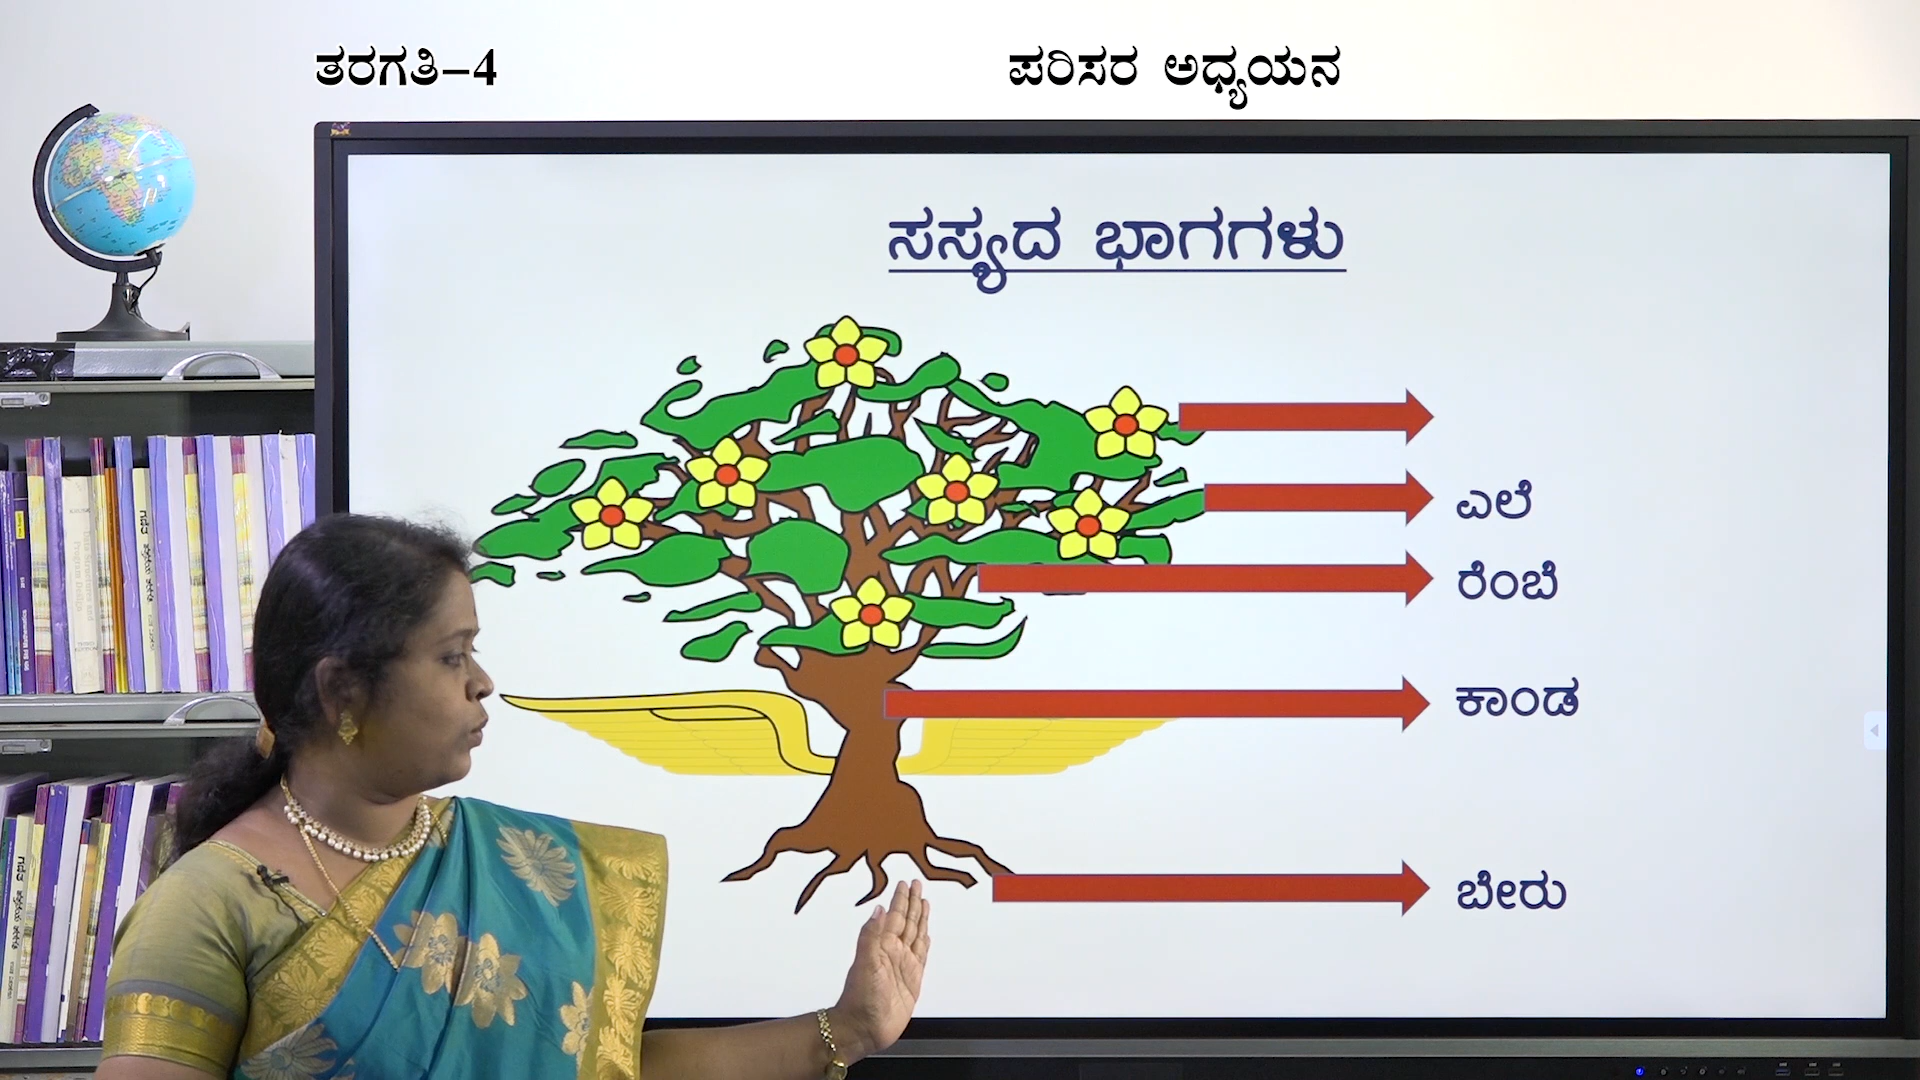 ತರಗತಿ-4
ಪರಿಸರ ಅಧ್ಯಯನ
ಸಸ್ಯದ ಭಾಗಗಳು
ಎಲೆ
ರೆಂಬೆ
ಕಾಂಡ
ಬೇರು